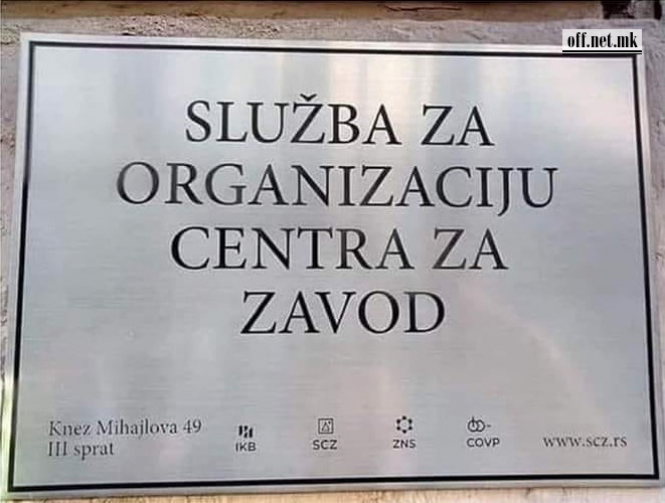 off.net.mk
SLUŽBA ZA
ORGANIZACIJU
CENTRA ZA
ZAVOD
Knez Mihajlova 49
III sprat
IKB
SCZ
ZNS
COVP
www.scz.rs